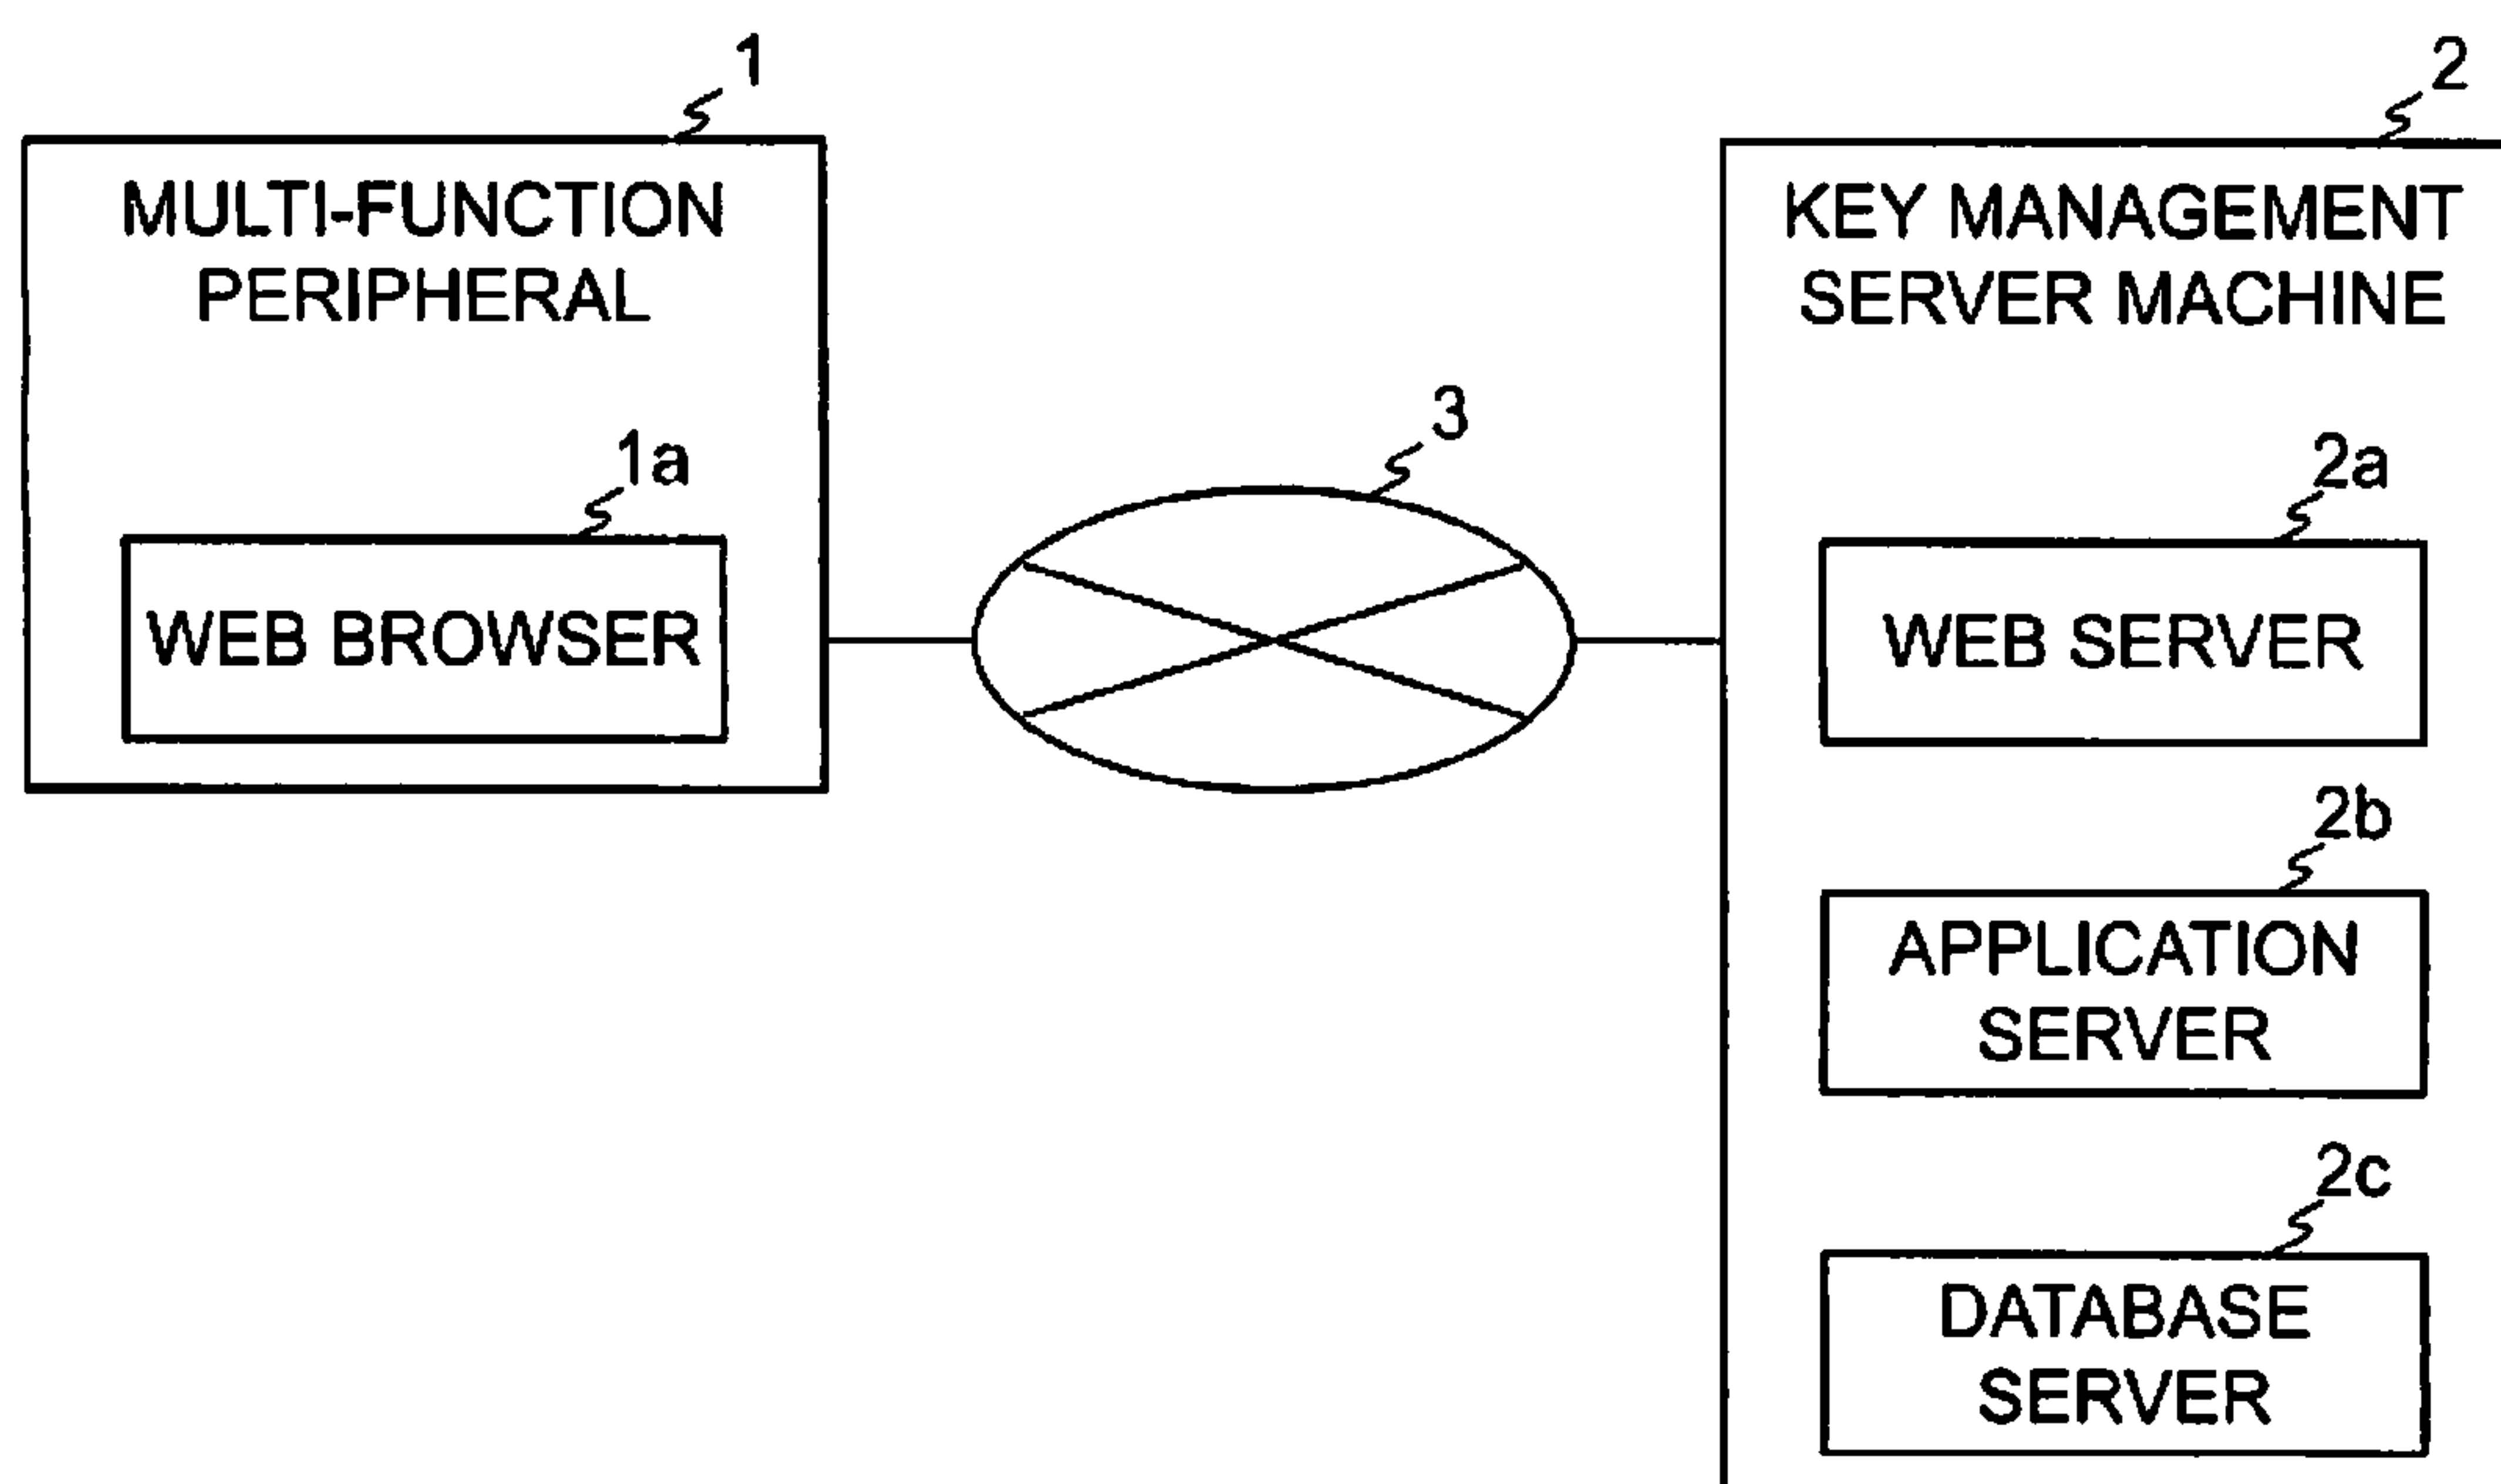 1
MULTI-FUNCTION
PERIPHERAL
1a
WEB BROWSER
3
2
KEY MANAGEMENT
SERVER MACHINE
2a
WEB SERVER
2b
APPLICATION
SERVER
2c
DATABASE
SERVER